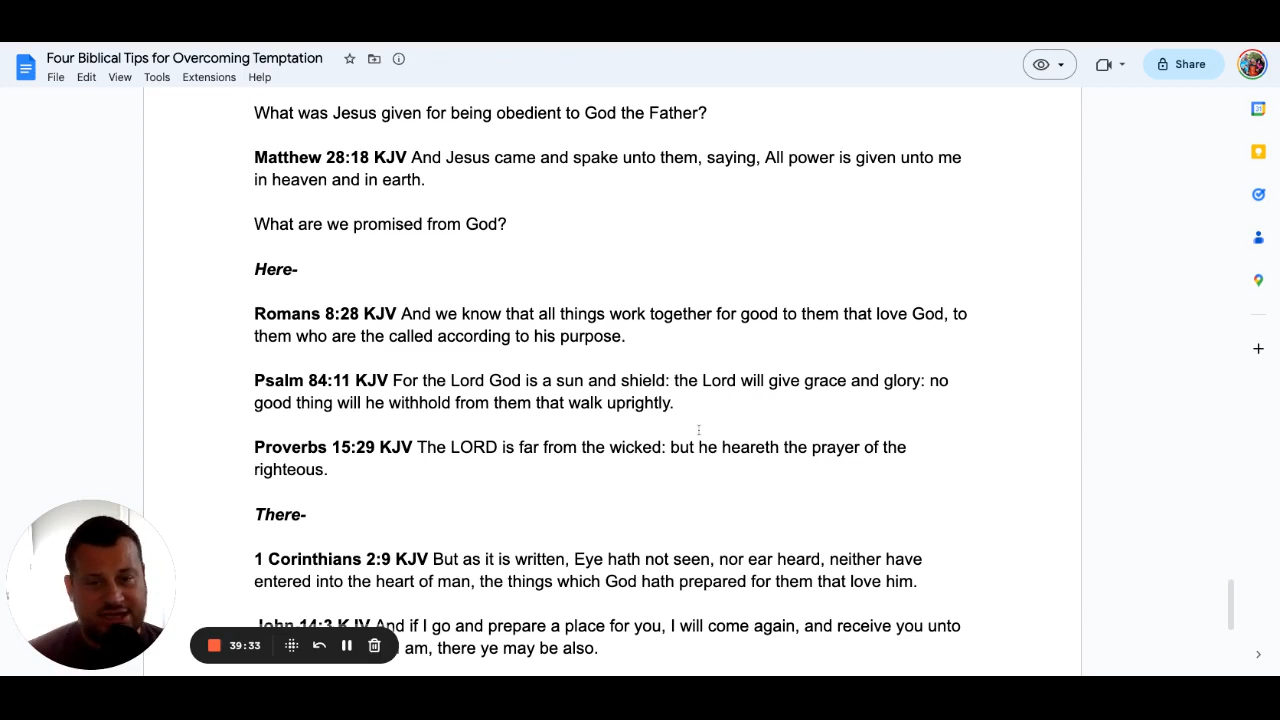 Four Biblical Tips for Overcoming Temptation
File Edit View Tools Extensions Help
Share
What was Jesus given for being obedient to God the Father?
Matthew 28:18 KJV And Jesus came and spake unto them, saying, All power is given unto me
in heaven and in earth.
What are we promised from God?
Here-
Romans 8:28 KJV And we know that all things work together for good to them that love God, to
them who are the called according to his purpose.
Psalm 84:11 KJV For the Lord God is a sun and shield: the Lord will give grace and glory: no
good thing will he withhold from them that walk uprightly.
Proverbs 15:29 KJV The LORD is far from the wicked: but he heareth the prayer of the
righteous.
There-
1 Corinthians 2:9 KJV But as it is written, Eye hath not seen, nor ear heard, neither have
entered into the heart of man, the things which God hath prepared for them that love him.
John 14:3 KJV And if I go and prepare a place for you, I will come again, and receive you unto
am, there ye may be also.
39:33